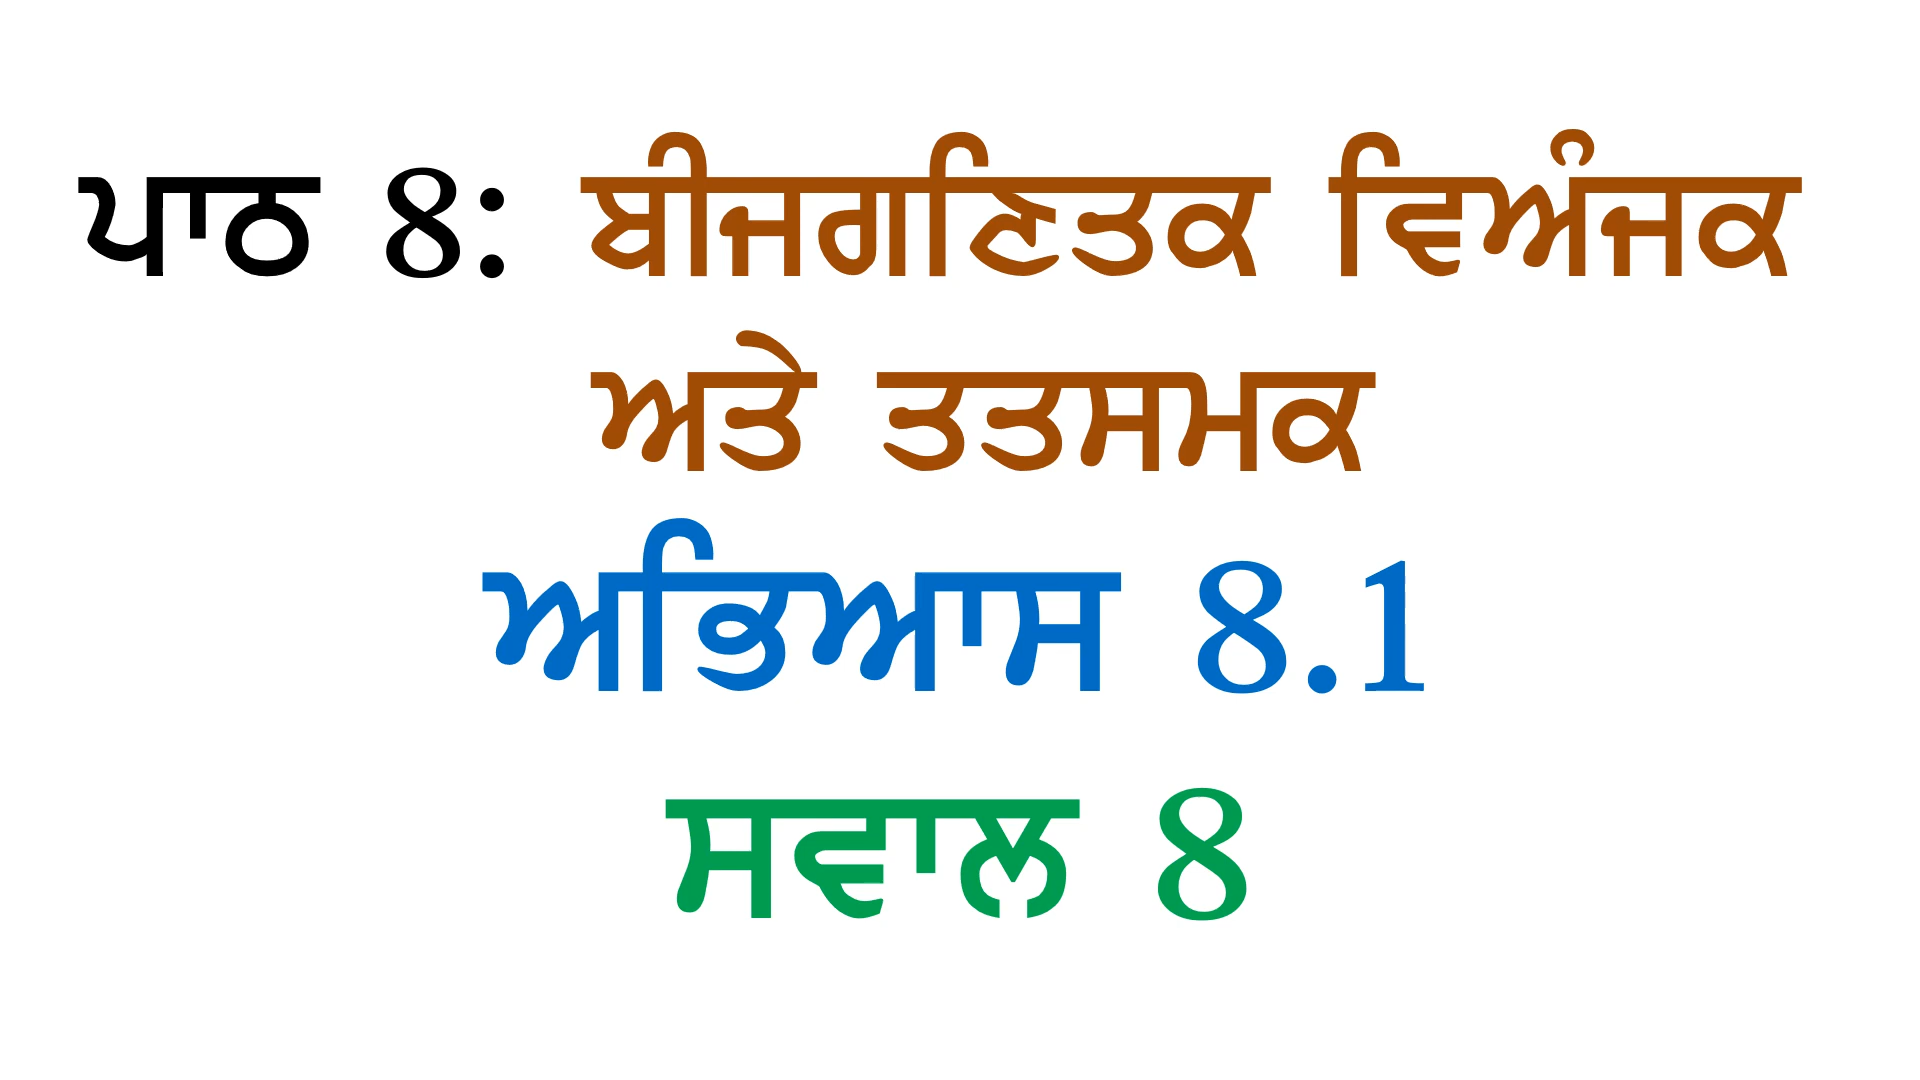 ਪਾਠ 8: ਬੀਜਗਣਿਤਕ ਵਿਅੰਜਕ
ਅਤੇ ਤਤਸਮਕ
ਅਭਿਆਸ 8.1
ਸਵਾਲ 8